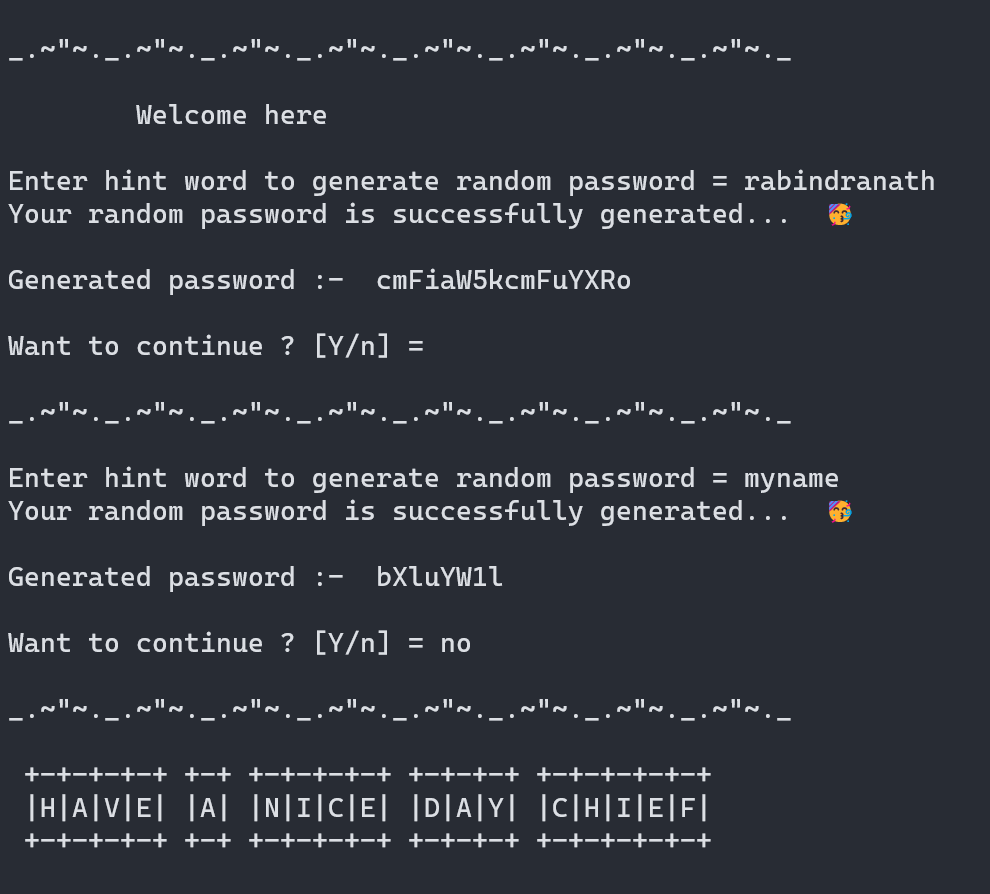 _.~"~._.~"~._.~"~._.~"~._.~"~._.~"~._.~"~._.~"~._
Welcome here
Enter hint word to generate random password = rabindranath
Your random password is successfully generated...  🥳
Generated password :-  cmFiaW5kcmFuYXRo
Want to continue ? [Y/n] =
_.~"~._.~"~._.~"~._.~"~._.~"~._.~"~._.~"~._.~"~._
Enter hint word to generate random password = myname
Your random password is successfully generated...  🥳
Generated password :-  bXluYW1l
Want to continue ? [Y/n] = no
_.~"~._.~"~._.~"~._.~"~._.~"~._.~"~._.~"~._.~"~._
+-+-+-+-+ +-+ +-+-+-+-+ +-+-+-+ +-+-+-+-+-+
|H|A|V|E| |A| |N|I|C|E| |D|A|Y| |C|H|I|E|F|
+-+-+-+-+ +-+ +-+-+-+-+ +-+-+-+ +-+-+-+-+-+